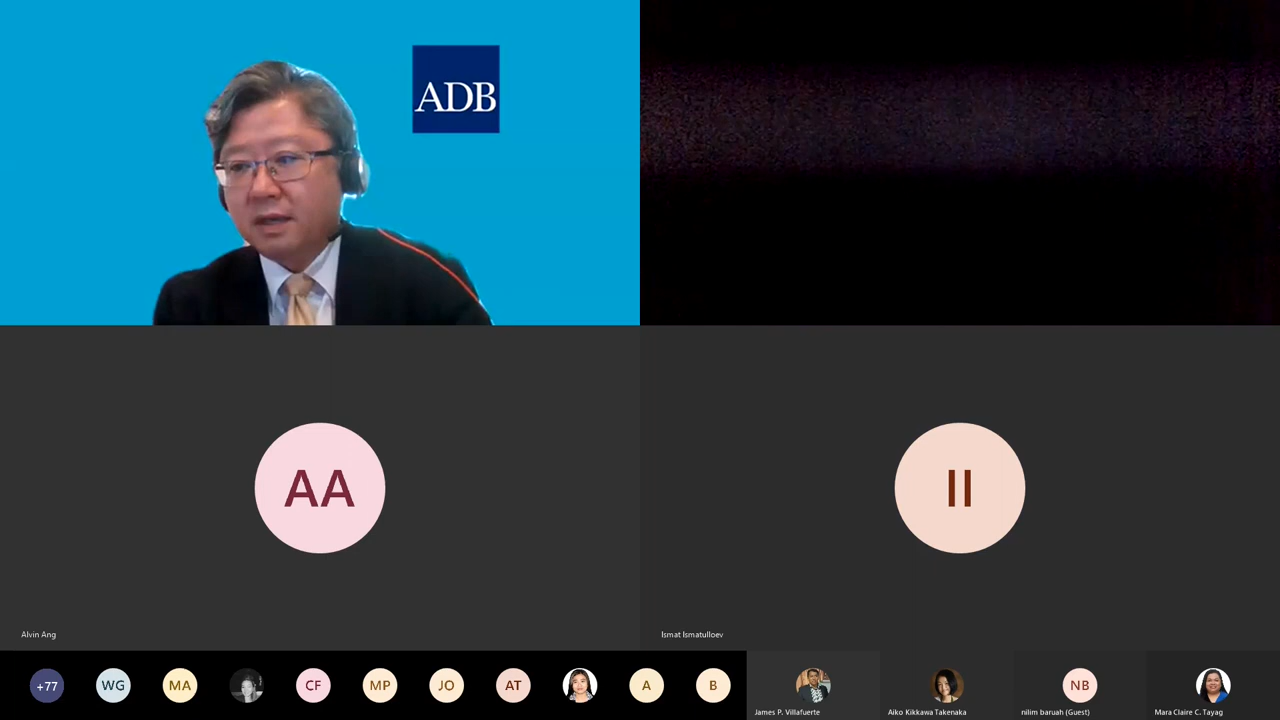 ADB
AA
II
Alvin Ang
Ismat Ismatulloev
+77
WG
MA
CF
MP
JO
AT
A
B
NB
James P. Villafuerte
Aiko Kikkawa Takenaka
nilim baruah (Guest)
Mara Claire C. Tayag